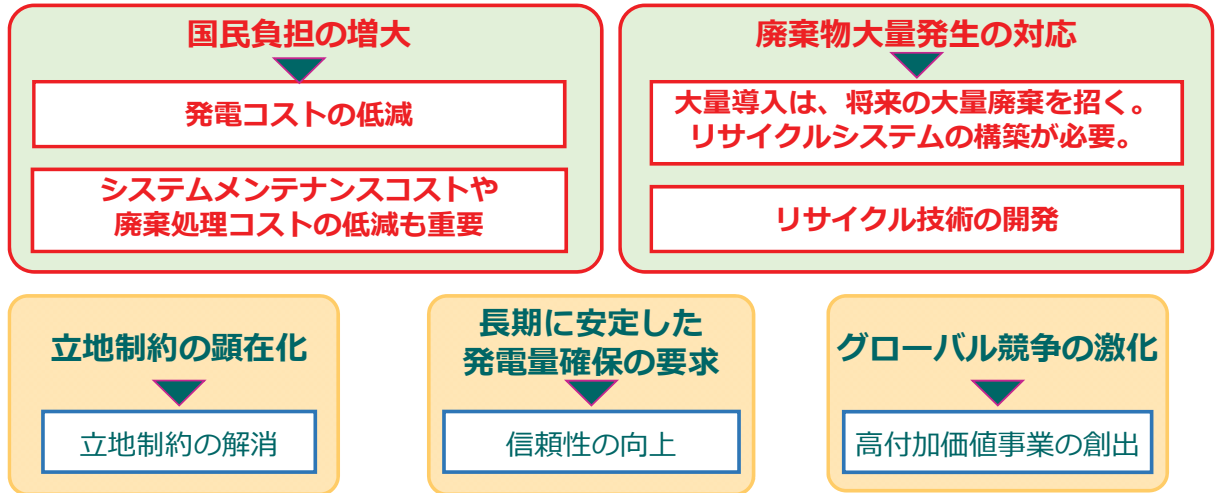 国民負担の増大
発電コストの低減
システムメンテナンスコストや
廃棄処理コストの低減も重要
廃棄物大量発生の対応
大量導入は、将来の大量廃棄を招く。
リサイクルシステムの構築が必要。
リサイクル技術の開発
立地制約の顕在化
立地制約の解消
長期に安定した
発電量確保の要求
信頼性の向上
グローバル競争の激化
高付加価値事業の創出